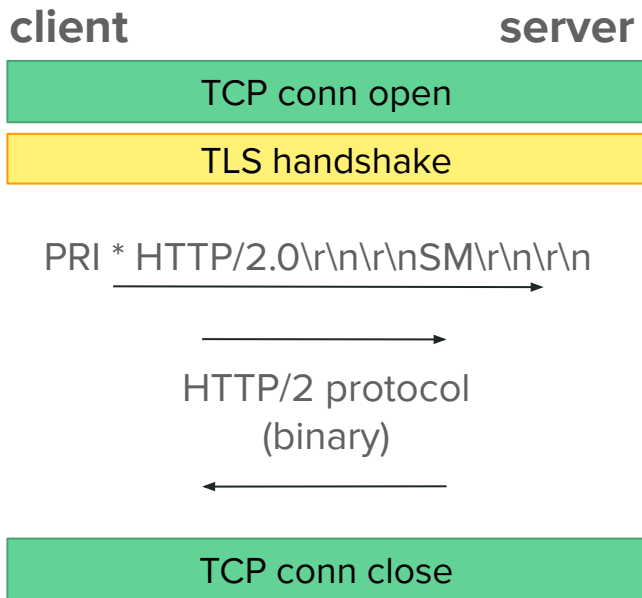 client server
TCP conn open
TLS handshake
PRI * HTTP/2.0\r\n\r\nSM\r\n\r\n
HTTP/2 protocol
(binary)
TCP conn close